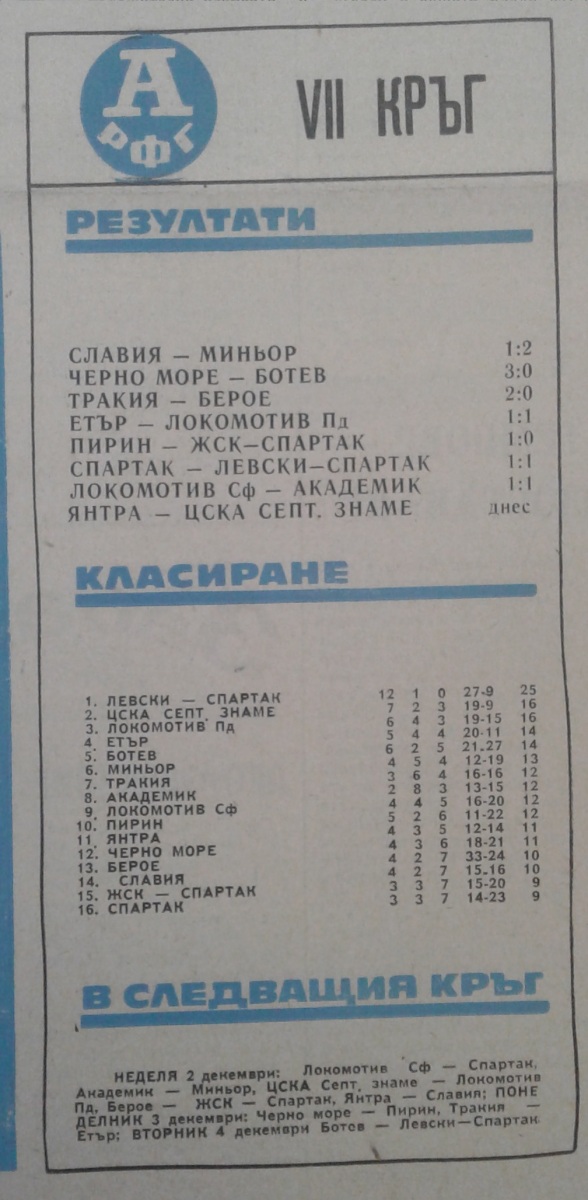 А
РФГ
VII КРЪГ
РЕЗУЛТАТИ
СЛАВИЯ — МИНЬОР 1:2
ЧЕРНО МОРЕ — БОТЕВ 3:0
ТРАКИЯ — БЕРОЕ 2:0
ЕТЪР — ЛОКОМОТИВ Пд 1:1
ПИРИН — ЖСК—СПАРТАК 1:0
СПАРТАК — ЛЕВСКИ—СПАРТАК 1:1
ЛОКОМОТИВ Сф — АКАДЕМИК 1:1
ЯНТРА — ЦСКА СЕПТ. ЗНАМЕ днес
КЛАСИРАНЕ
1. ЛЕВСКИ — СПАРТАК 12 1 0 27-9 25
2. ЦСКА СЕПТ. ЗНАМЕ 7 2 3 19-9 16
3. ЛОКОМОТИВ Пд 6 4 3 19-15 16
4. ЕТЪР 5 4 4 20-11 14
5. БОТЕВ 6 2 5 21-27 14
6. МИНЬОР 4 5 4 12-19 13
7. ТРАКИЯ 3 6 4 16-16 12
8. АКАДЕМИК 2 8 3 13-15 12
9. ЛОКОМОТИВ Сф 4 4 5 16-20 12
10. ПИРИН 5 2 6 11-22 12
11. ЯНТРА 4 3 5 12-14 11
12. ЧЕРНО МОРЕ 4 3 6 18-21 11
13. БЕРОЕ 4 2 7 33-24 10
14. СЛАВИЯ 4 2 7 15-16 10
15. ЖСК — СПАРТАК 3 3 7 15-20 9
16. СПАРТАК 3 3 7 14-23 9
В СЛЕДВАЩИЯ КРЪГ
НЕДЕЛЯ 2 декември: Локомотив Сф — Спартак,
Академик — Миньор, ЦСКА Септ. знаме — Локомотив
Пд, Берое — ЖСК — Спартак, Янтра — Славия; ПОНЕ
ДЕЛНИК 3 декември: Черно море — Пирин, Тракия —
Етър; ВТОРНИК 4 декември Ботев — Левски—Спартак